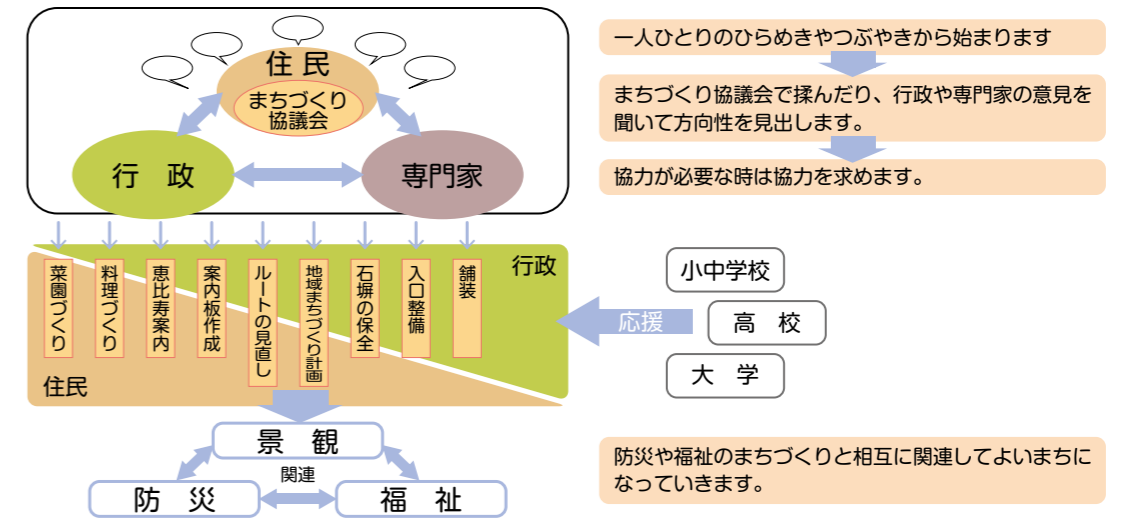 住 民
まちづくり
協議会
行　政
専門家
一人ひとりのひらめきやつぶやきから始まります
まちづくり協議会で揉んだり、行政や専門家の意見を
聞いて方向性を見出します。
協力が必要な時は協力を求めます。
菜園づくり
料理づくり
恵比寿案内
案内板作成
ルートの見直し
地域まちづくり計画
石塀の保全
入口整備
舗装
行政
住民
応援
小中学校
高　校
大　学
景　観
関連
防　災
福　祉
防災や福祉のまちづくりと相互に関連してよいまちに
なっていきます。